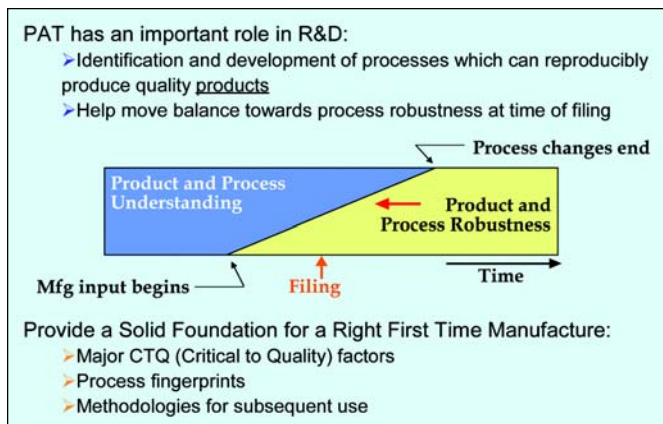 PAT has an important role in R&D:
➢Identification and development of processes which can reproducibly
produce quality products
➢Help move balance towards process robustness at time of filing
Process changes end
Product and Process
Understanding
Product and
Process Robustness
Mfg input begins
Filing
Time
Provide a Solid Foundation for a Right First Time Manufacture:
➢Major CTQ (Critical to Quality) factors
➢Process fingerprints
➢Methodologies for subsequent use